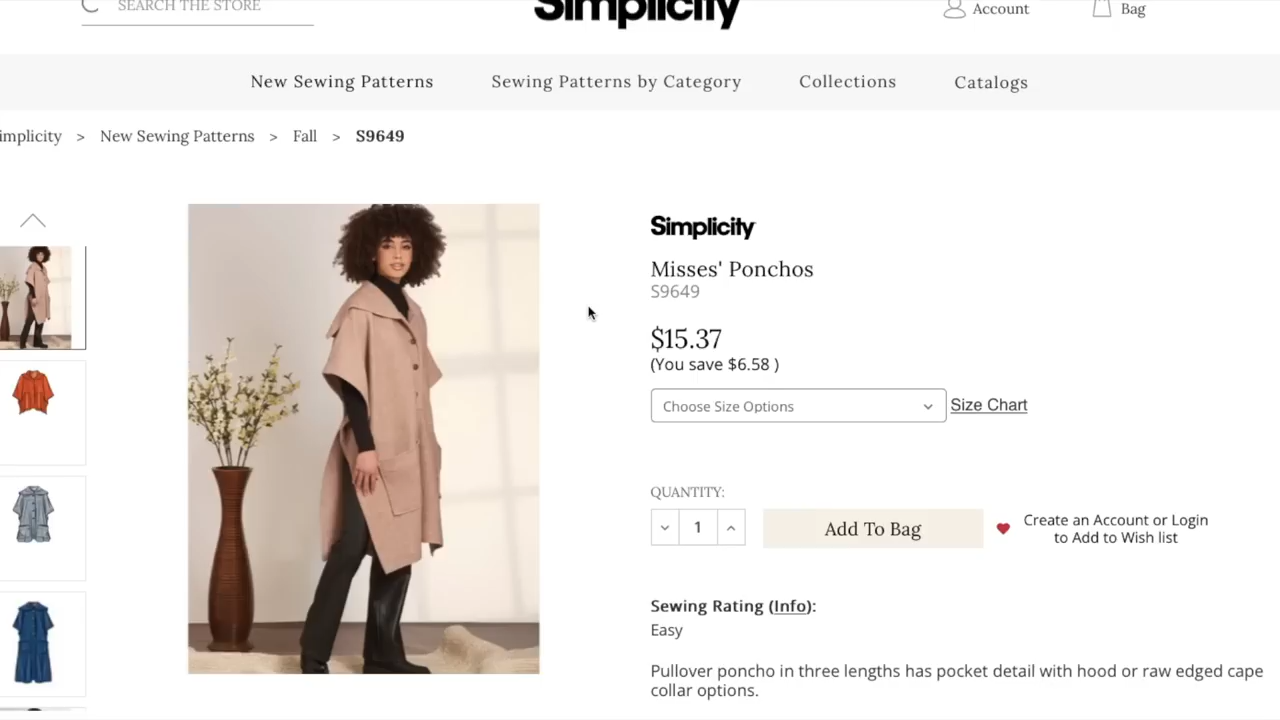 SEARCH THE STORE
Simplicity
Account
Bag
New Sewing Patterns
Sewing Patterns by Category
Collections
Catalogs
implicity > New Sewing Patterns > Fall > S9649
Simplicity
Misses' Ponchos
S9649
$15.37
(You save $6.58 )
Choose Size Options
Size Chart
QUANTITY:
1
Add To Bag
Create an Account or Login
to Add to Wish list
Sewing Rating (Info):
Easy
Pullover poncho in three lengths has pocket detail with hood or raw edged cape
collar options.